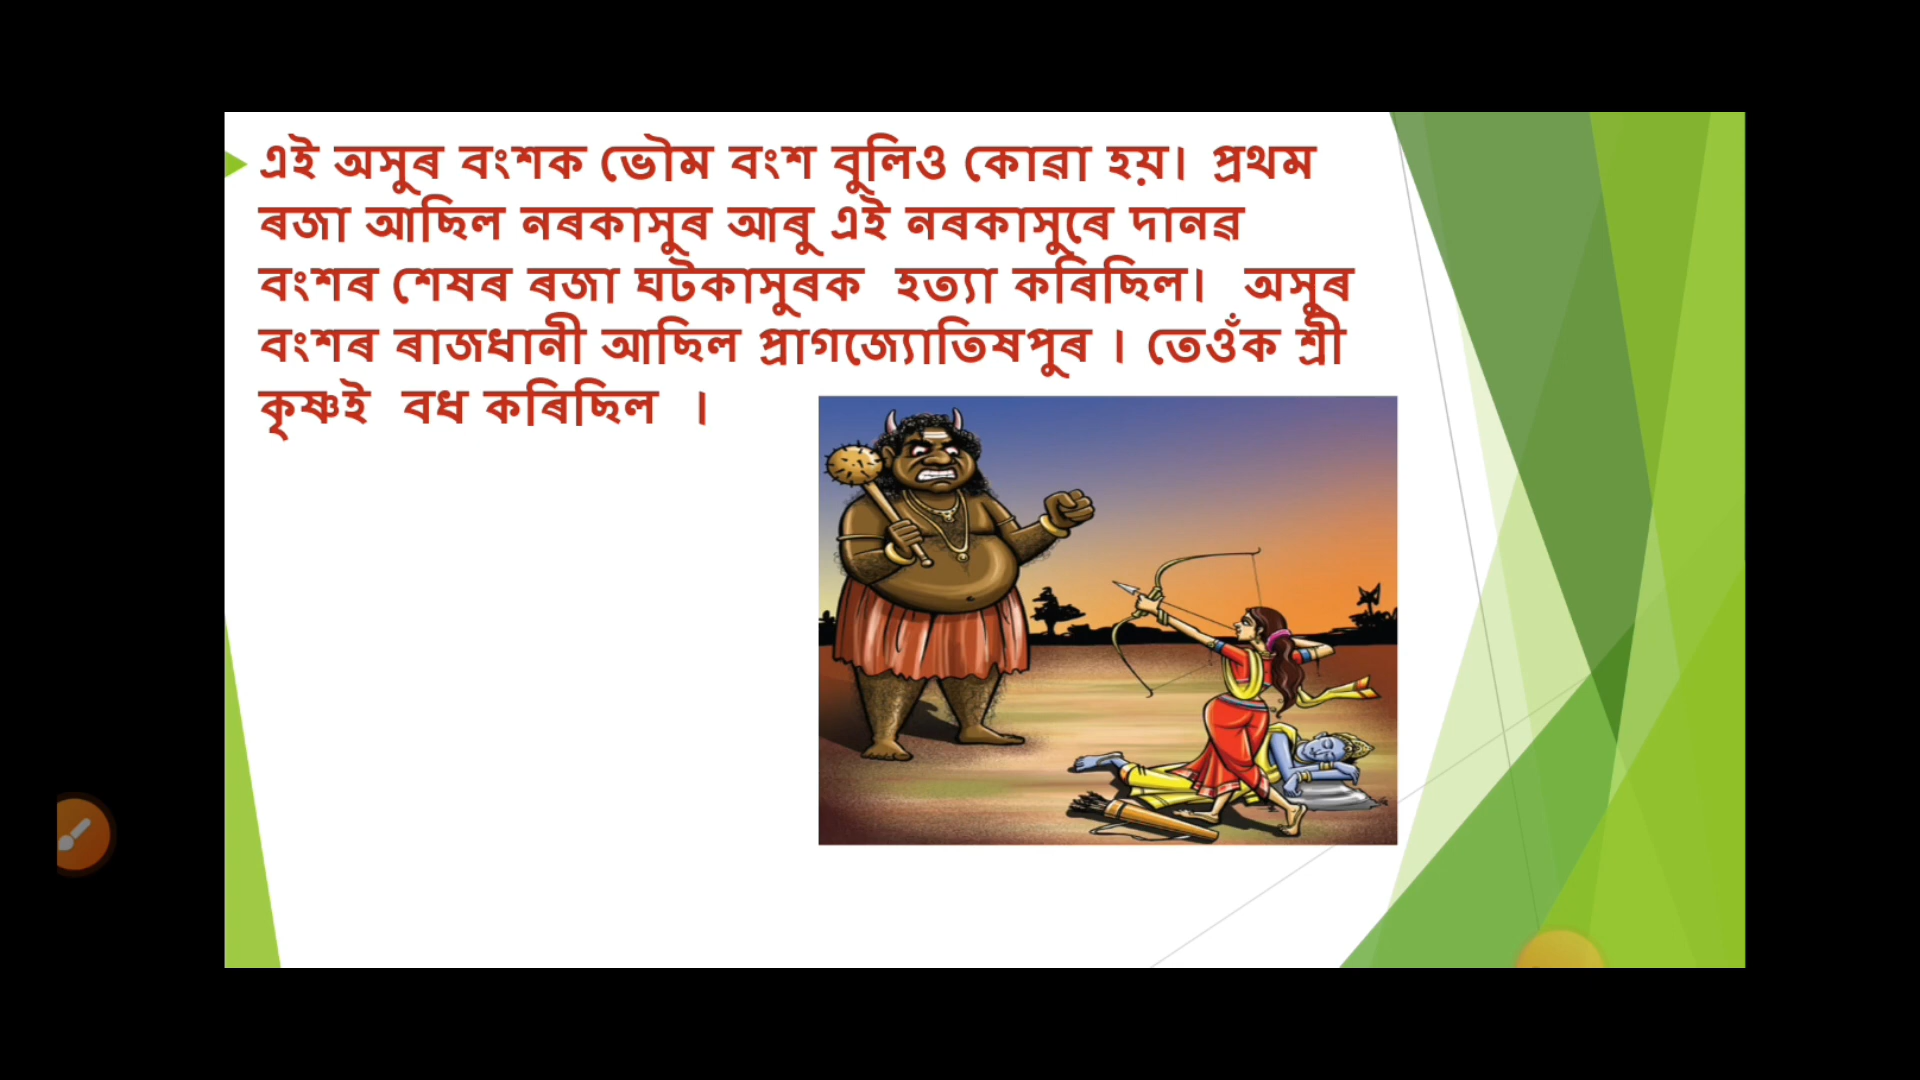 এই অসুৰ বংশক ভৌম বংশ বুলিও কোৱা হয়। প্ৰথম
ৰজা আছিল নৰকাসুৰ আৰু এই নৰকাসুৰে দানৱ
বংশৰ শেষৰ ৰজা ঘটকাসুৰক হত্যা কৰিছিল। অসুৰ
বংশৰ ৰাজধানী আছিল প্ৰাগজ্যোতিষপুৰ । তেওঁক শ্ৰী
কৃষ্ণই বধ কৰিছিল ।